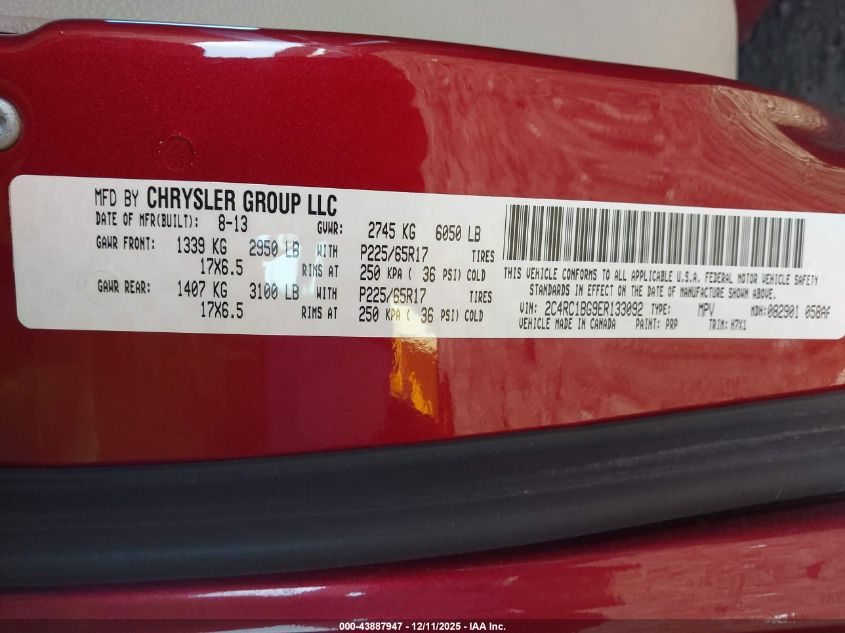 MFD BY CHRYSLER GROUP LLC
DATE OF MFR(BUILT): 8-13 GVWR: 2745 KG 6050 LB
GAWR FRONT: 1339 KG 2950 LB WITH P225/65R17 TIRES
17X6.5 RIMS AT 250 KPA ( 36 PSI) COLD
GAWR REAR: 1407 KG 3100 LB WITH P225/65R17 TIRES
17X6.5 RIMS AT 250 KPA ( 36 PSI) COLD
THIS VEHICLE CONFORMS TO ALL APPLICABLE U.S.A. FEDERAL MOTOR VEHICLE SAFETY
STANDARDS IN EFFECT ON THE DATE OF MANUFACTURE SHOWN ABOVE.
VIN: 2C4RC1BG9ER133092 TYPE: MPV MDH: 082901 058AF
VEHICLE MADE IN CANADA PAINT: PRP TRIM: H7X1
000-43887947 - 12/11/2025 - IAA Inc.